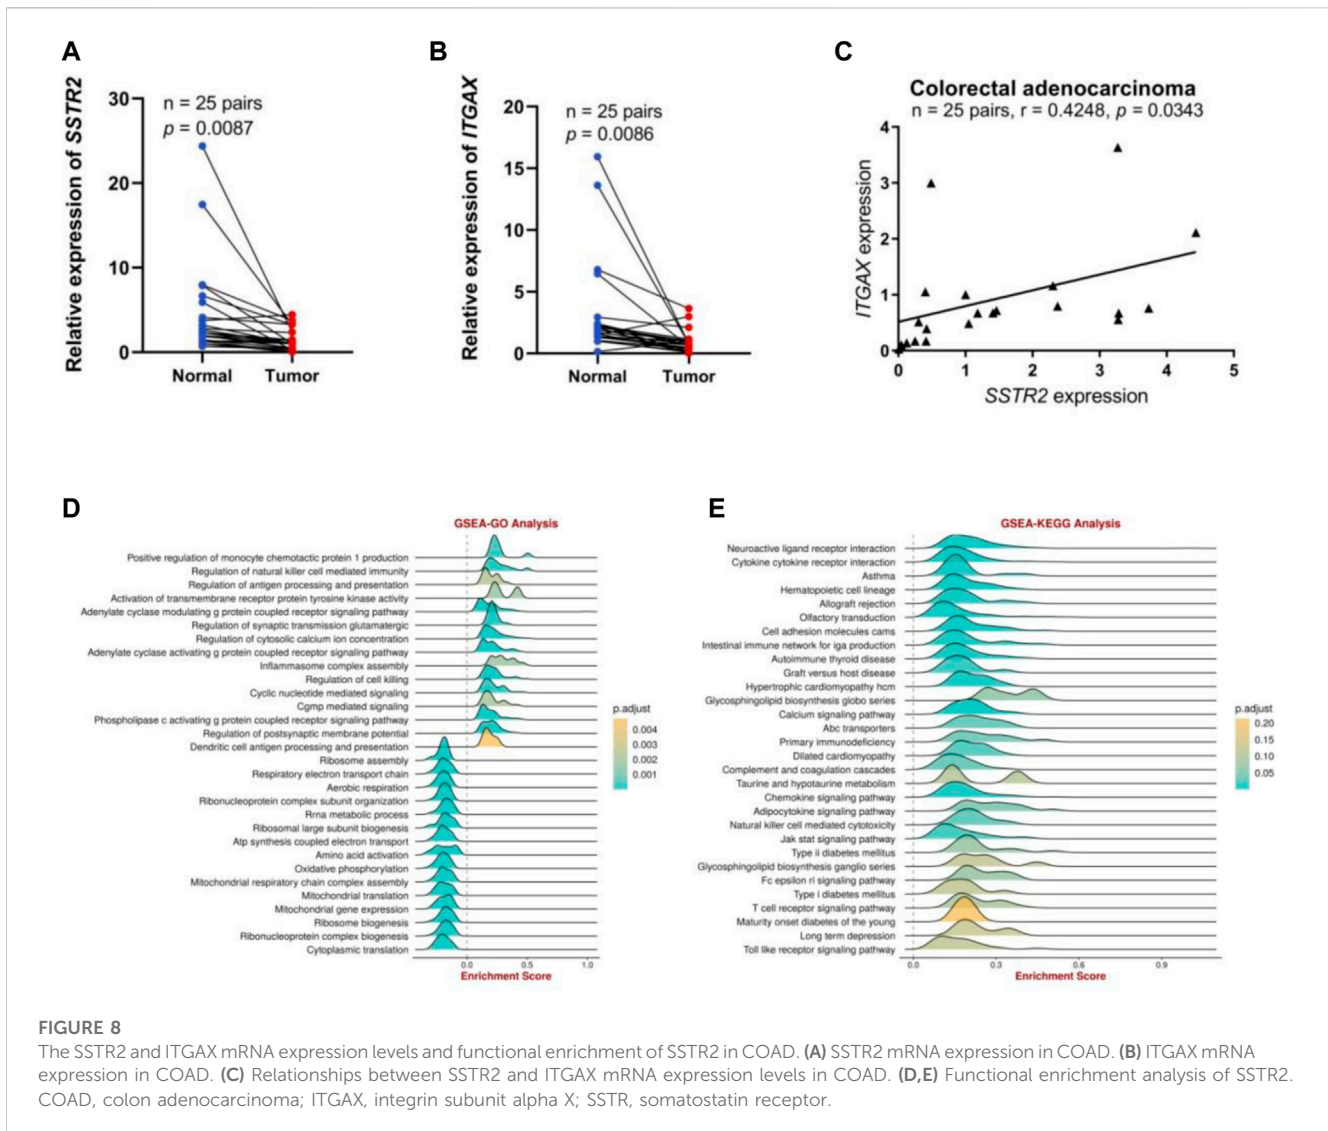 A
Relative expression of SSTR2
n = 25 pairs
p = 0.0087
30
20
10
0
Normal
Tumor
B
Relative expression of ITGAX
n = 25 pairs
p = 0.0086
20
15
10
5
0
Normal
Tumor
C
Colorectal adenocarcinoma
n = 25 pairs, r = 0.4248, p = 0.0343
ITGAX expression
4
3
2
1
0
0 1 2 3 4 5
SSTR2 expression
D
GSEA-GO Analysis
Positive regulation of monocyte chemotactic protein 1 production
Regulation of natural killer cell mediated immunity
Regulation of antigen processing and presentation
Activation of transmembrane receptor protein tyrosine kinase activity
Adenylate cyclase modulating g protein coupled receptor signaling pathway
Regulation of synaptic transmission glutamatergic
Regulation of cytosolic calcium ion concentration
Adenylate cyclase activating g protein coupled receptor signaling pathway
Inflammasome complex assembly
Regulation of cell killing
Cyclic nucleotide mediated signaling
Cgmp mediated signaling
Phospholipase c activating g protein coupled receptor signaling pathway
Regulation of postsynaptic membrane potential
Dendritic cell antigen processing and presentation
Ribosome assembly
Respiratory electron transport chain
Aerobic respiration
Ribonucleoprotein complex subunit organization
Rrna metabolic process
Ribosomal large subunit biogenesis
Atp synthesis coupled electron transport
Amino acid activation
Oxidative phosphorylation
Mitochondrial respiratory chain complex assembly
Mitochondrial translation
Mitochondrial gene expression
Ribosome biogenesis
Ribonucleoprotein complex biogenesis
Cytoplasmic translation
0.0 0.5 1.0
Enrichment Score
p.adjust
0.004
0.003
0.002
0.001
E
GSEA-KEGG Analysis
Neuroactive ligand receptor interaction
Cytokine cytokine receptor interaction
Asthma
Hematopoietic cell lineage
Allograft rejection
Olfactory transduction
Cell adhesion molecules cams
Intestinal immune network for iga production
Autoimmune thyroid disease
Graft versus host disease
Hypertrophic cardiomyopathy hcm
Glycosphingolipid biosynthesis globo series
Calcium signaling pathway
Abc transporters
Primary immunodeficiency
Dilated cardiomyopathy
Complement and coagulation cascades
Taurine and hypotaurine metabolism
Chemokine signaling pathway
Adipocytokine signaling pathway
Natural killer cell mediated cytotoxicity
Jak stat signaling pathway
Type ii diabetes mellitus
Glycosphingolipid biosynthesis ganglio series
Fc epsilon ri signaling pathway
Type i diabetes mellitus
T cell receptor signaling pathway
Maturity onset diabetes of the young
Long term depression
Toll like receptor signaling pathway
0.0 0.3 0.6 0.9
Enrichment Score
p.adjust
0.20
0.15
0.10
0.05
FIGURE 8
The SSTR2 and ITGAX mRNA expression levels and functional enrichment of SSTR2 in COAD. (A) SSTR2 mRNA expression in COAD. (B) ITGAX mRNA
expression in COAD. (C) Relationships between SSTR2 and ITGAX mRNA expression levels in COAD. (D,E) Functional enrichment analysis of SSTR2.
COAD, colon adenocarcinoma; ITGAX, integrin subunit alpha X; SSTR, somatostatin receptor.